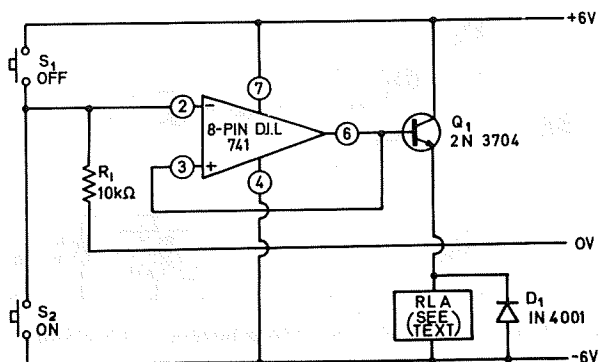 +6V
S1
OFF
7
2
−
8-PIN D.I.L
741
6
Q1
2N 3704
3
+
4
R1
10kΩ
0V
S2
ON
RLA
(SEE
TEXT)
D1
IN 4001
-6V